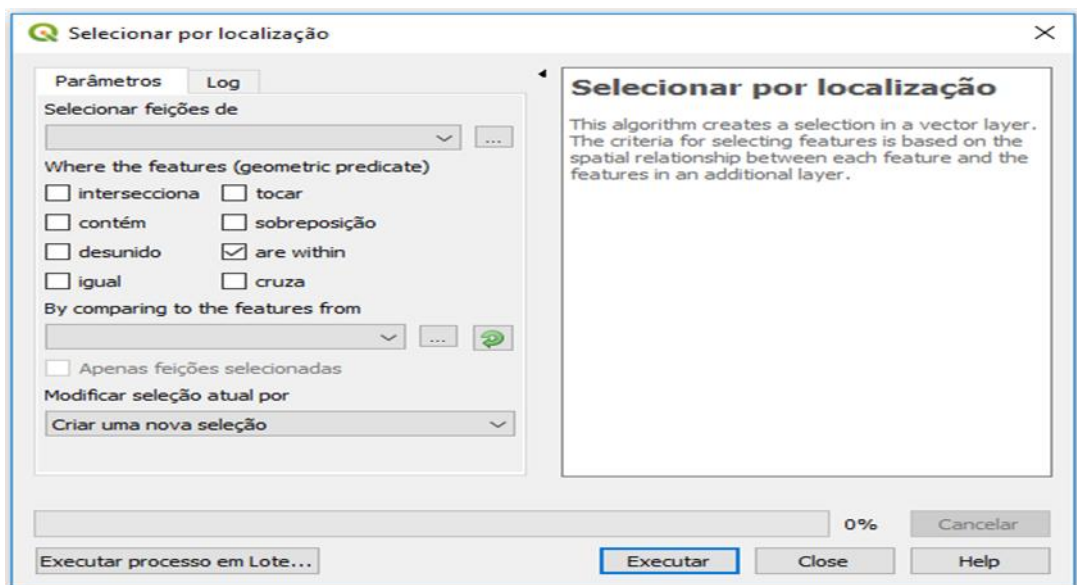 Selecionar por localização
Parâmetros
Log
Selecionar feições de
...
Where the features (geometric predicate)
intersecciona
tocar
contém
sobreposição
desunido
are within
igual
cruza
By comparing to the features from
...
Apenas feições selecionadas
Modificar seleção atual por
Criar uma nova seleção
Selecionar por localização
This algorithm creates a selection in a vector layer.
The criteria for selecting features is based on the
spatial relationship between each feature and the
features in an additional layer.
0%
Cancelar
Executar processo em Lote...
Executar
Close
Help